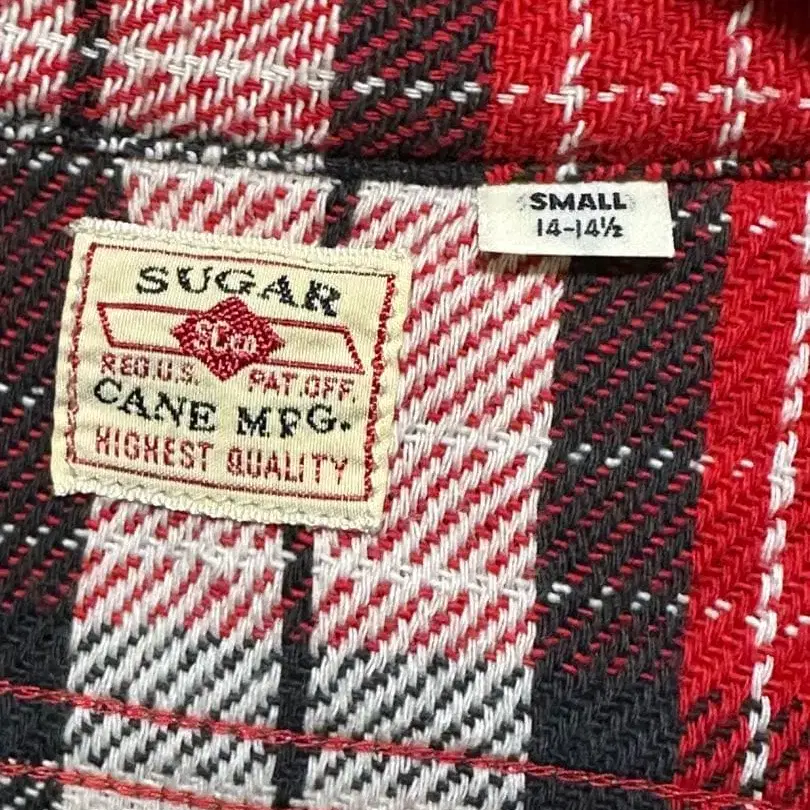 SMALL
14-14½
SUGAR
REG.U.S. PAT.OFF.
CANE MFG.
HIGHEST QUALITY